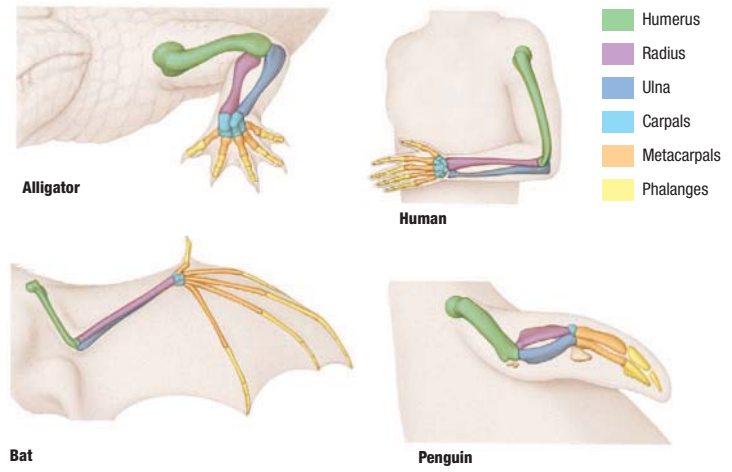 Humerus
Radius
Ulna
Carpals
Metacarpals
Phalanges
Alligator
Human
Bat
Penguin